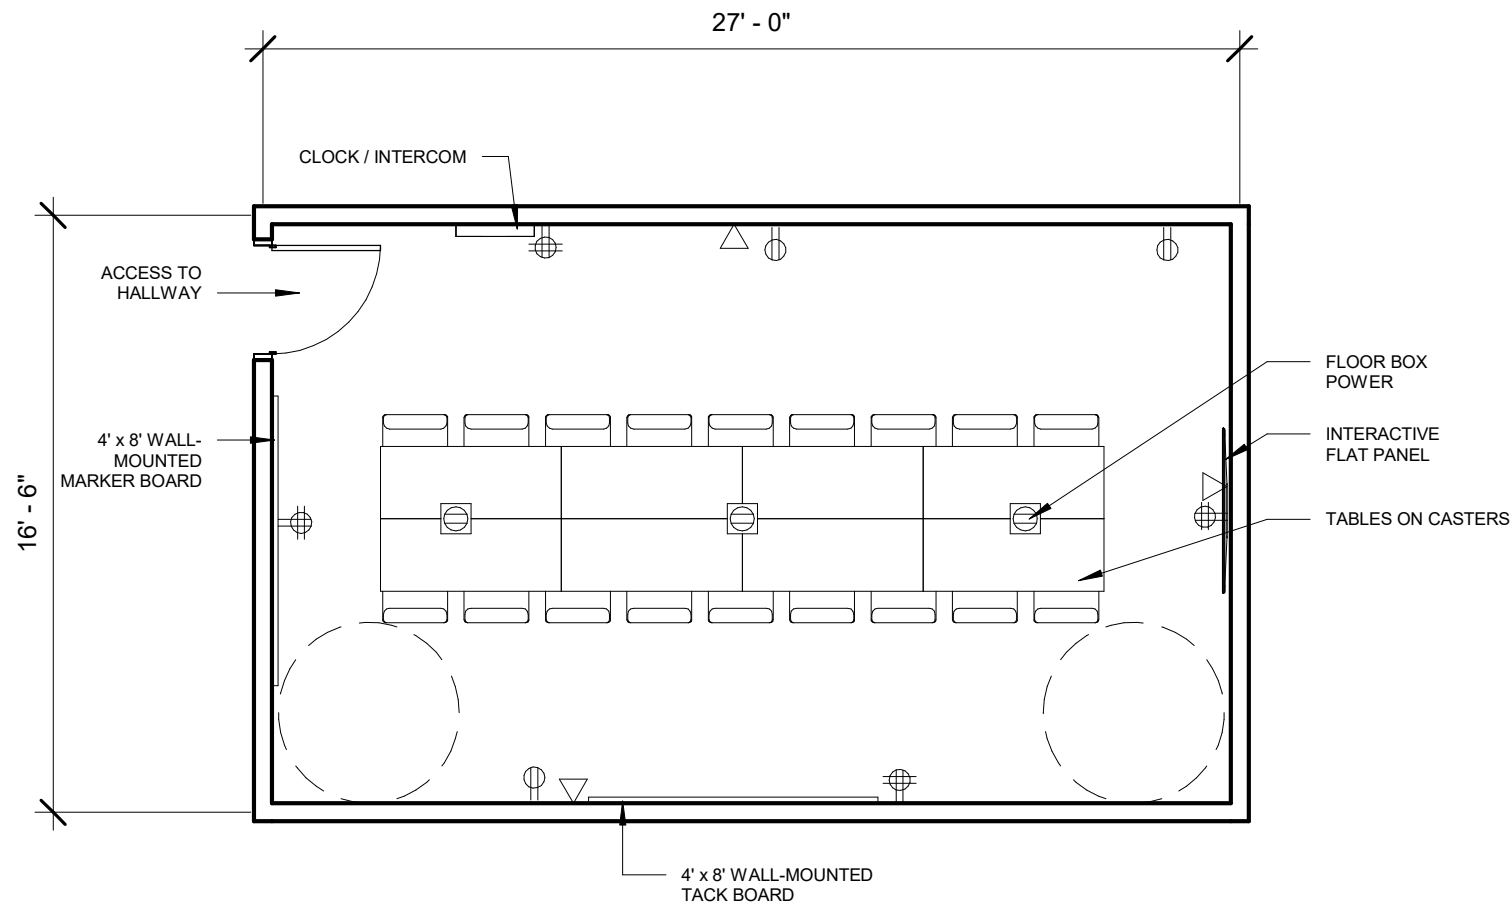 27' - 0"
CLOCK / INTERCOM
ACCESS TO
HALLWAY
FLOOR BOX
POWER
4' x 8' WALL-
MOUNTED
MARKER BOARD
INTERACTIVE
FLAT PANEL
16' - 6"
TABLES ON CASTERS
4' x 8' WALL-MOUNTED
TACK BOARD